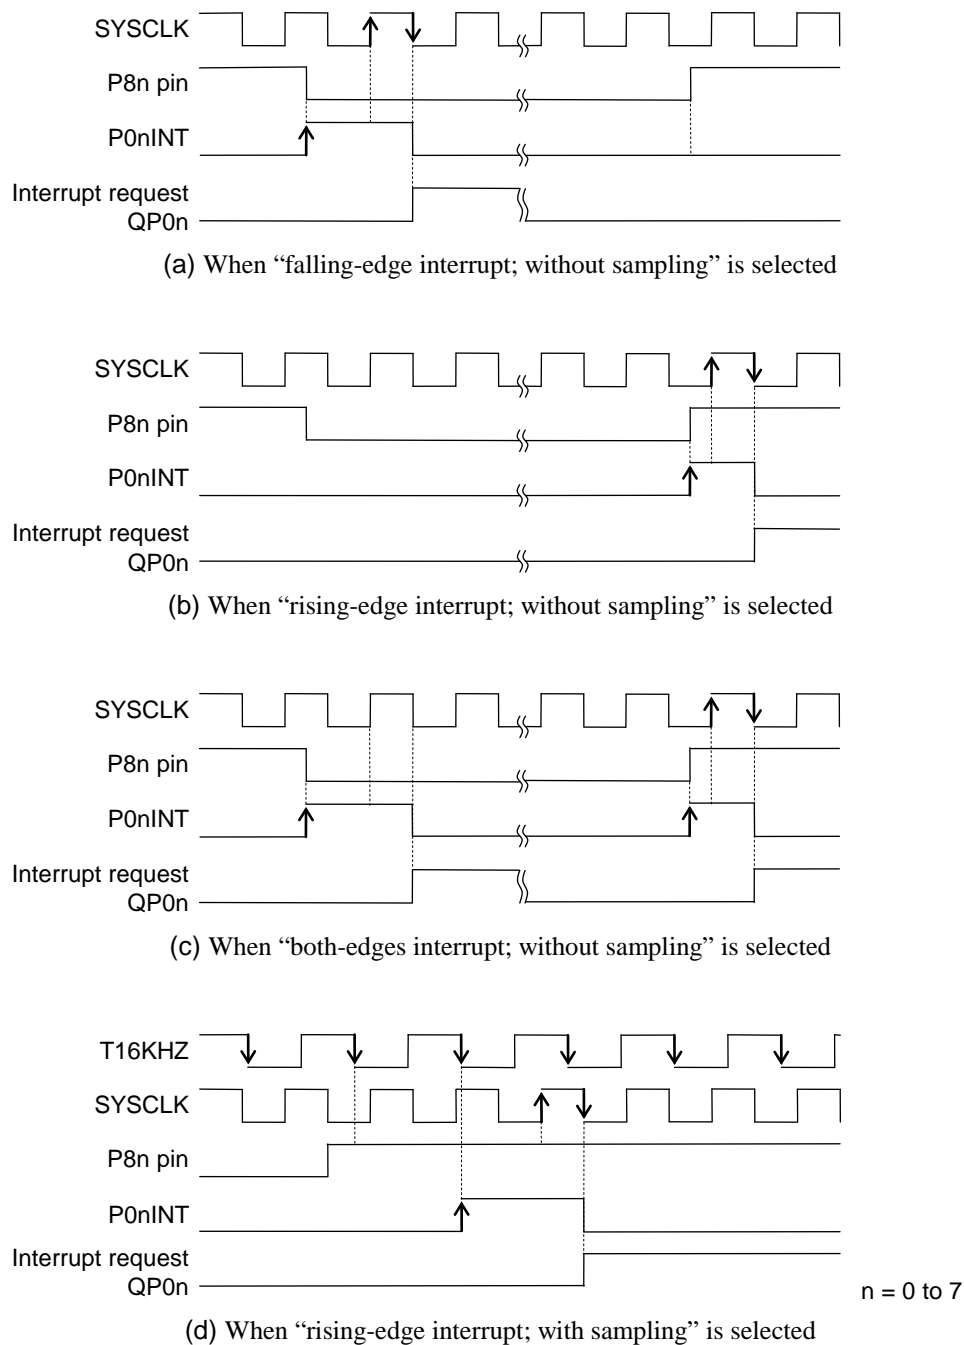 SYSCLK
P8n pin
P0nINT
Interrupt request
QP0n
(a) When “falling-edge interrupt; without sampling” is selected
SYSCLK
P8n pin
P0nINT
Interrupt request
QP0n
(b) When “rising-edge interrupt; without sampling” is selected
SYSCLK
P8n pin
P0nINT
Interrupt request
QP0n
(c) When “both-edges interrupt; without sampling” is selected
T16KHZ
SYSCLK
P8n pin
P0nINT
Interrupt request
QP0n
n = 0 to 7
(d) When “rising-edge interrupt; with sampling” is selected